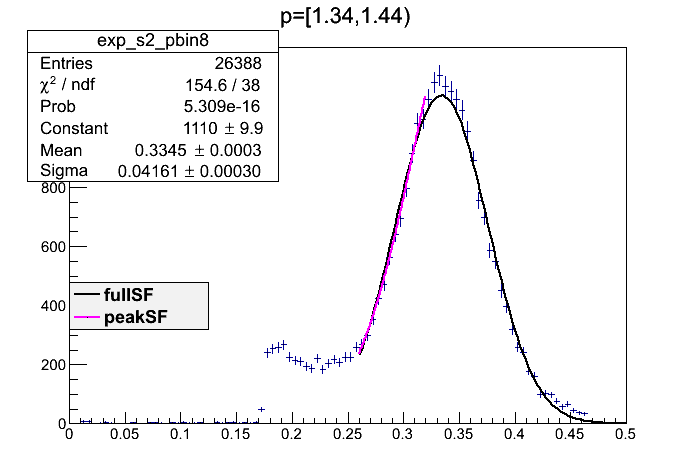 p=[1.34,1.44)
exp_s2_pbin8
Entries 26388
χ² / ndf 154.6 / 38
Prob 5.309e-16
Constant 1110 ± 9.9
Mean 0.3345 ± 0.0003
Sigma 0.04161 ± 0.00030
800
600
400
200
0
fullSF
peakSF
0 0.05 0.1 0.15 0.2 0.25 0.3 0.35 0.4 0.45 0.5